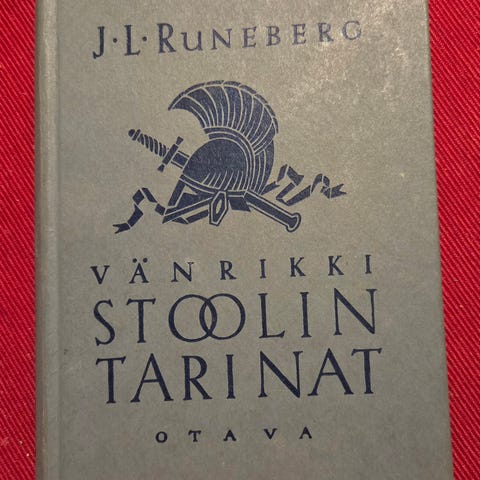 J·L·RUNEBERG
VÄNRIKKI
STOOLIN
TARINAT
OTAVA